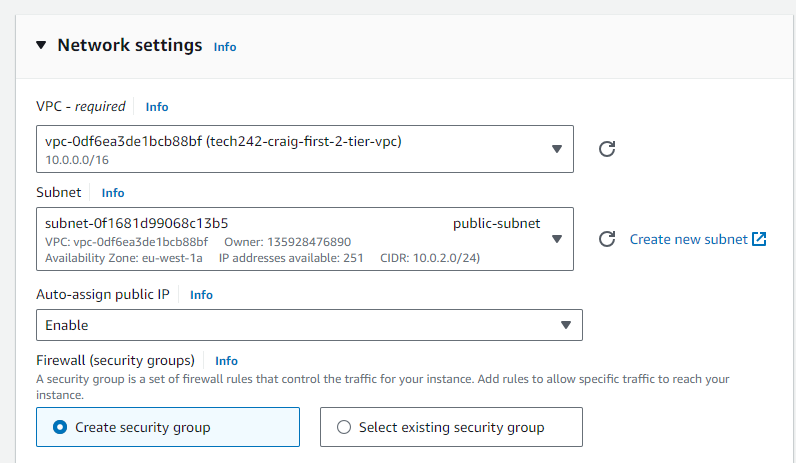 Network settings Info
VPC - required Info
vpc-0df6ea3de1bcb88bf (tech242-craig-first-2-tier-vpc)
10.0.0.0/16
Subnet Info
subnet-0f1681d99068c13b5 public-subnet
VPC: vpc-0df6ea3de1bcb88bf Owner: 135928476890
Availability Zone: eu-west-1a IP addresses available: 251 CIDR: 10.0.2.0/24)
Create new subnet
Auto-assign public IP Info
Enable
Firewall (security groups) Info
A security group is a set of firewall rules that control the traffic for your instance. Add rules to allow specific traffic to reach your
instance.
Create security group Select existing security group